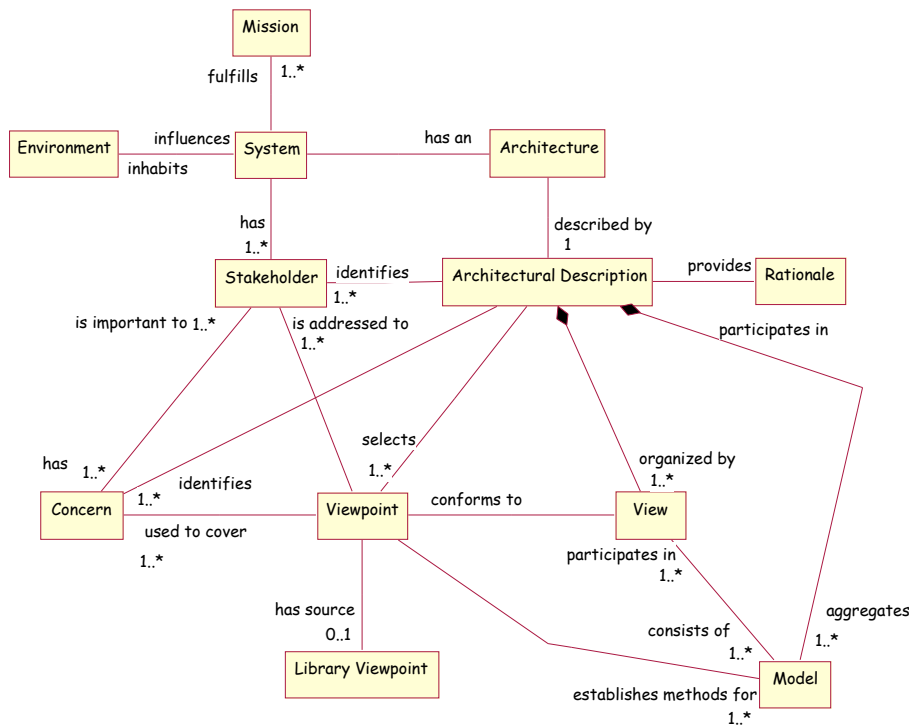 Mission
fulfills
1..*
Environment
influences
inhabits
System
has an
Architecture
has
1..*
described by
1
Stakeholder
identifies
1..*
Architectural Description
provides
Rationale
is important to 1..*
is addressed to
1..*
participates in
selects
1..*
has
1..*
identifies
1..*
organized by
1..*
Concern
used to cover
1..*
Viewpoint
conforms to
View
participates in
1..*
has source
0..1
consists of
1..*
aggregates
1..*
Library Viewpoint
Model
establishes methods for
1..*